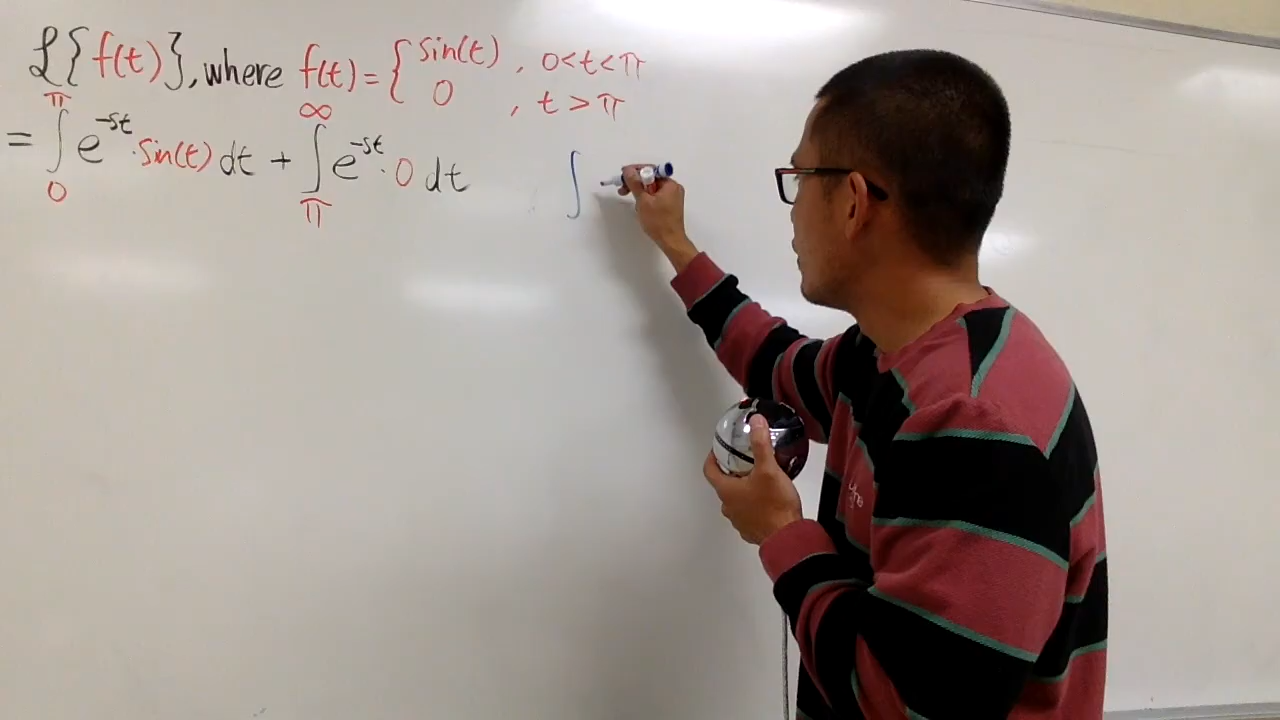 ℒ{f(t)}, where f(t) = { sin(t) , 0<t<π
0 , t>π
= ∫₀^π e^{-st} · sin(t) dt + ∫_π^∞ e^{-st} · 0 dt ∫